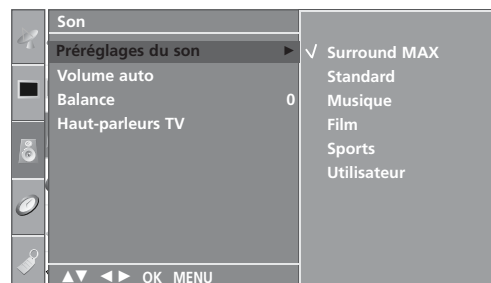 Son
Préréglages du son ►
Volume auto
Balance 0
Haut-parleurs TV
√ Surround MAX
Standard
Musique
Film
Sports
Utilisateur
▲▼ ◄► OK MENU